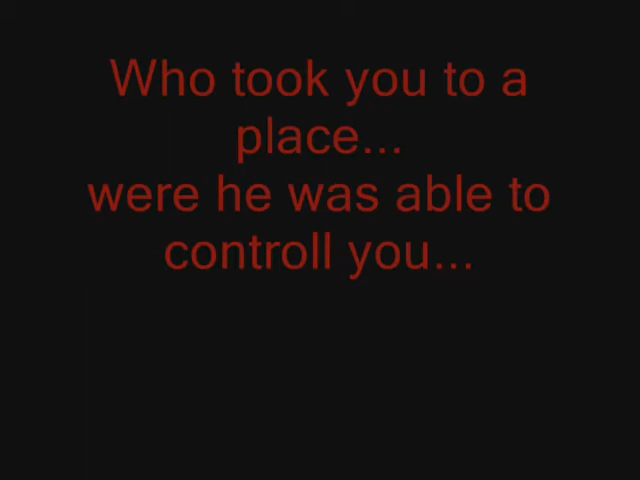 Who took you to a
place...
were he was able to
controll you...